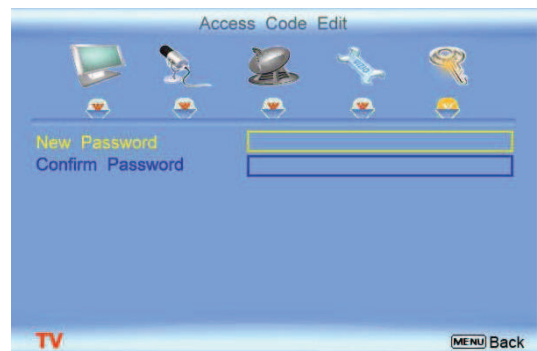 Access Code Edit
New Password
Confirm Password
TV
MENU Back